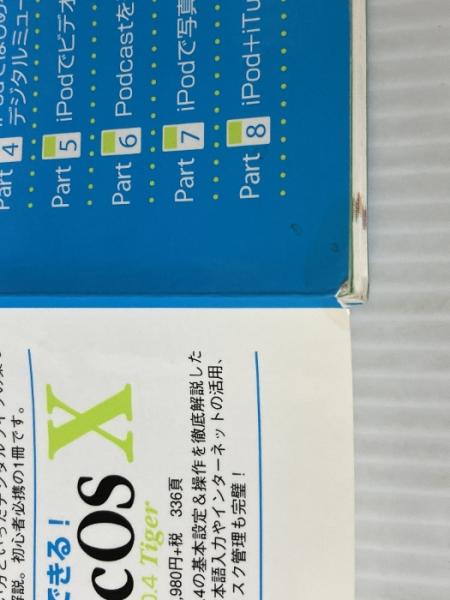 Part 4 デジタルミュー
Part 5 iPodでビデオ
Part 6 Podcastを
Part 7 iPodで写真
Part 8 iPod+iTu
解説。初心者必携の1冊です。
できる!
cOS X
0.4 Tiger
,980円+税 336頁
.4の基本設定&操作を徹底解説した
本語入力やインターネットの活用、
スク管理も完璧!